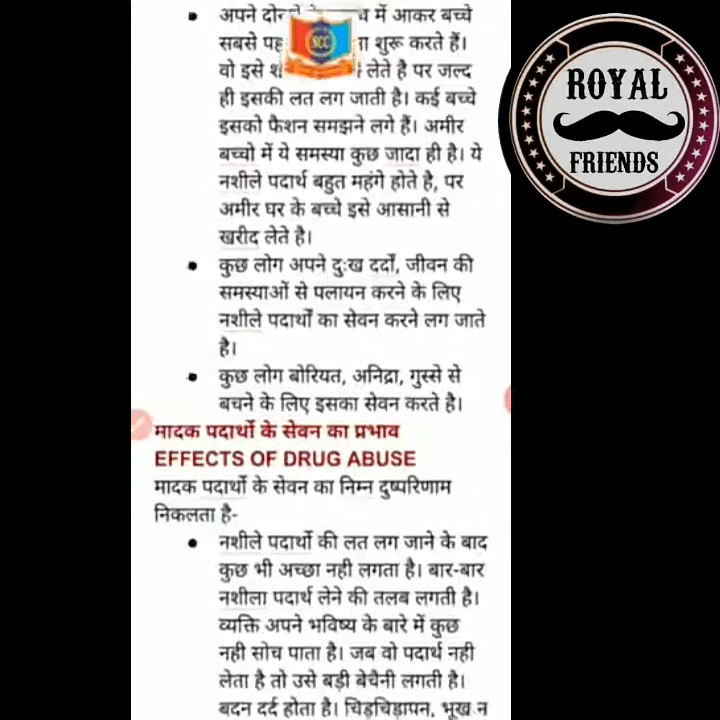 अपने दो में आकर बच्चे
सबसे पह शुरू करते हैं।
वो इसे लेते है पर जल्द
ही इसकी लत लग जाती है। कई बच्चे
इसको फैशन समझने लगे हैं। अमीर
बच्चो में ये समस्या कुछ जादा ही है। ये
नशीले पदार्थ बहुत महंगे होते है, पर
अमीर घर के बच्चे इसे आसानी से
खरीद लेते है।
कुछ लोग अपने दुःख दर्दों, जीवन की
समस्याओं से पलायन करने के लिए
नशीले पदार्थों का सेवन करने लग जाते
है।
कुछ लोग बोरियत, अनिद्रा, गुस्से से
बचने के लिए इसका सेवन करते है।
मादक पदार्थो के सेवन का प्रभाव
EFFECTS OF DRUG ABUSE
मादक पदार्थो के सेवन का निम्न दुष्परिणाम
निकलता है-
नशीले पदार्थो की लत लग जाने के बाद
कुछ भी अच्छा नही लगता है। बार-बार
नशीला पदार्थ लेने की तलब लगती है।
व्यक्ति अपने भविष्य के बारे में कुछ
नही सोच पाता है। जब वो पदार्थ नही
लेता है तो उसे बड़ी बेचैनी लगती है।
बदन दर्द होता है। चिड़चिड़ापन, भूख न
NCC
ROYAL
FRIENDS